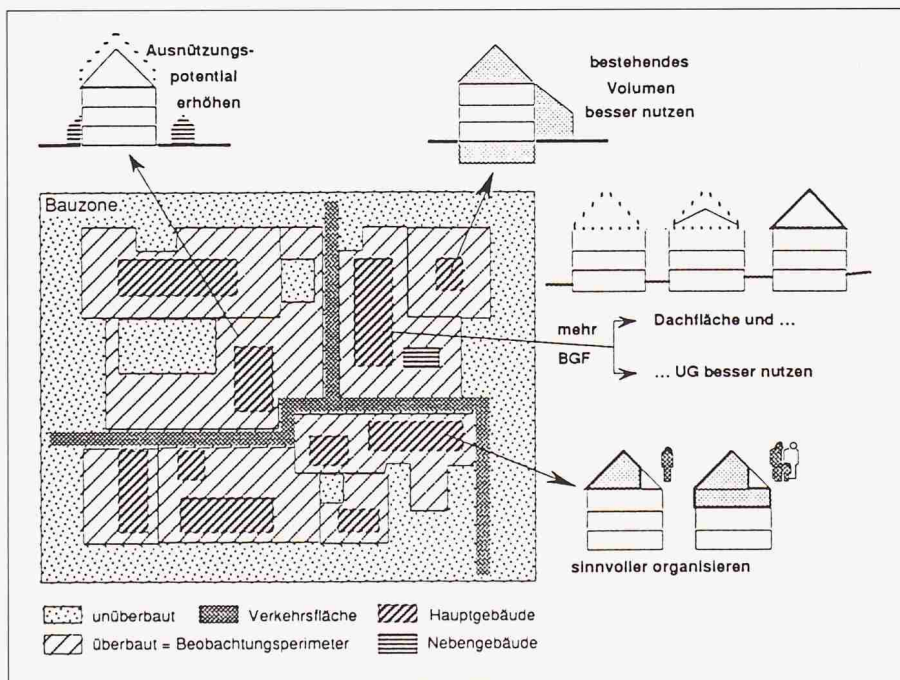 Ausnützungs-
potential
erhöhen
bestehendes
Volumen
besser nutzen
Bauzone
mehr
BGF
Dachfläche und ...
... UG besser nutzen
sinnvoller organisieren
unüberbaut
Verkehrsfläche
Hauptgebäude
überbaut = Beobachtungsperimeter
Nebengebäude